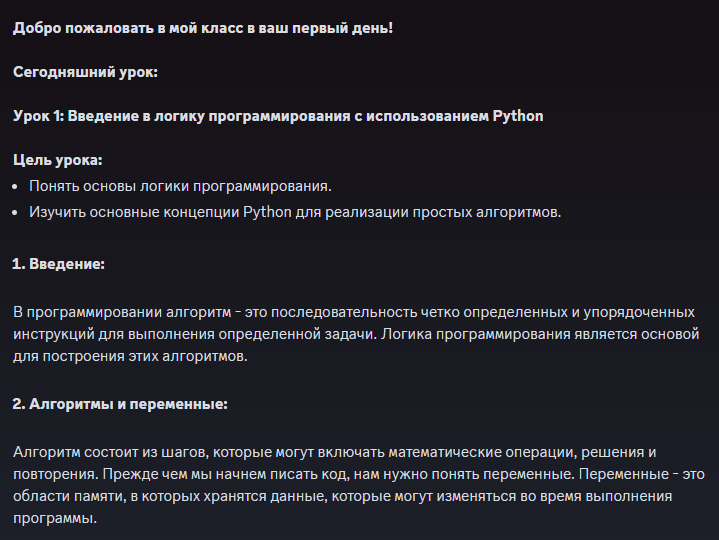 Добро пожаловать в мой класс в ваш первый день!
Сегодняшний урок:
Урок 1: Введение в логику программирования с использованием Python
Цель урока:
• Понять основы логики программирования.
• Изучить основные концепции Python для реализации простых алгоритмов.
1. Введение:
В программировании алгоритм - это последовательность четко определенных и упорядоченных
инструкций для выполнения определенной задачи. Логика программирования является основой
для построения этих алгоритмов.
2. Алгоритмы и переменные:
Алгоритм состоит из шагов, которые могут включать математические операции, решения и
повторения. Прежде чем мы начнем писать код, нам нужно понять переменные. Переменные - это
области памяти, в которых хранятся данные, которые могут изменяться во время выполнения
программы.